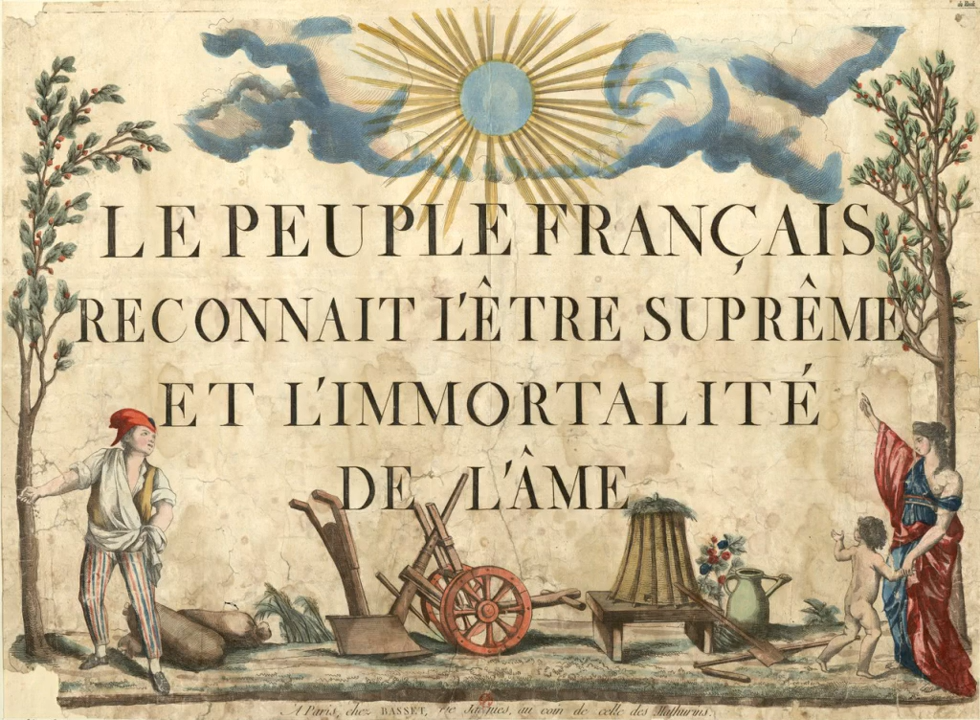 LE PEUPLE FRANÇAIS
RECONNAIT L'ÊTRE SUPRÊME
ET L'IMMORTALITÉ
DE L'ÂME
A Paris, chez BASSET, rue Jacques, au coin de celle des Mathurins.